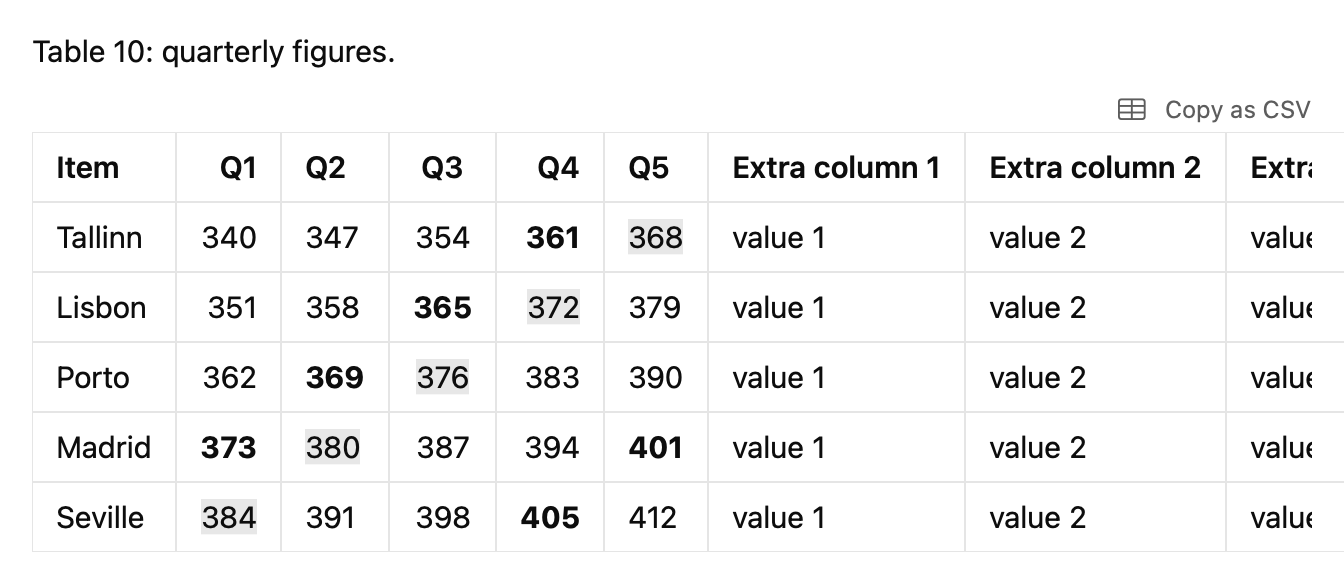 Table 10: quarterly figures.
Copy as CSV
Item Q1 Q2 Q3 Q4 Q5 Extra column 1 Extra column 2
Tallinn 340 347 354 361 368 value 1 value 2
Lisbon 351 358 365 372 379 value 1 value 2
Porto 362 369 376 383 390 value 1 value 2
Madrid 373 380 387 394 401 value 1 value 2
Seville 384 391 398 405 412 value 1 value 2